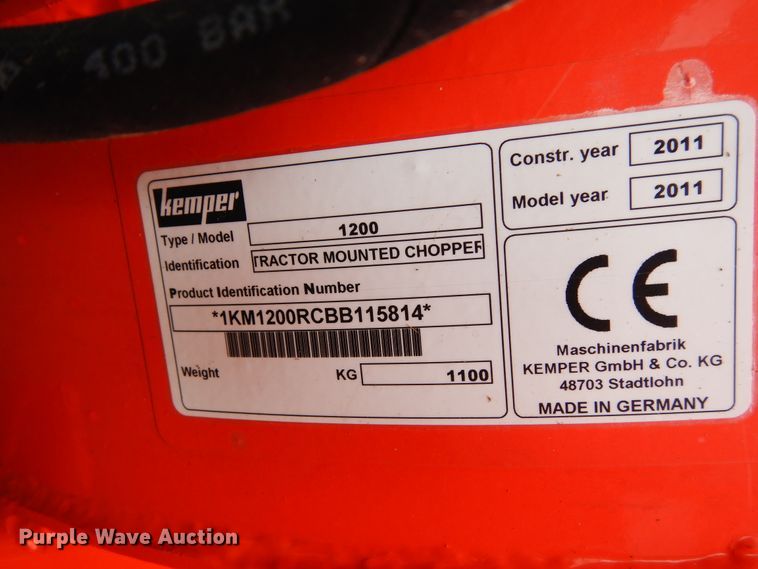 400 BAR
kemper
Type / Model 1200
Identification TRACTOR MOUNTED CHOPPER
Product Identification Number
*1KM1200RCBB115814*
Weight KG 1100
Constr. year 2011
Model year 2011
CE
Maschinenfabrik
KEMPER GmbH & Co. KG
48703 Stadtlohn
MADE IN GERMANY
Purple Wave Auction